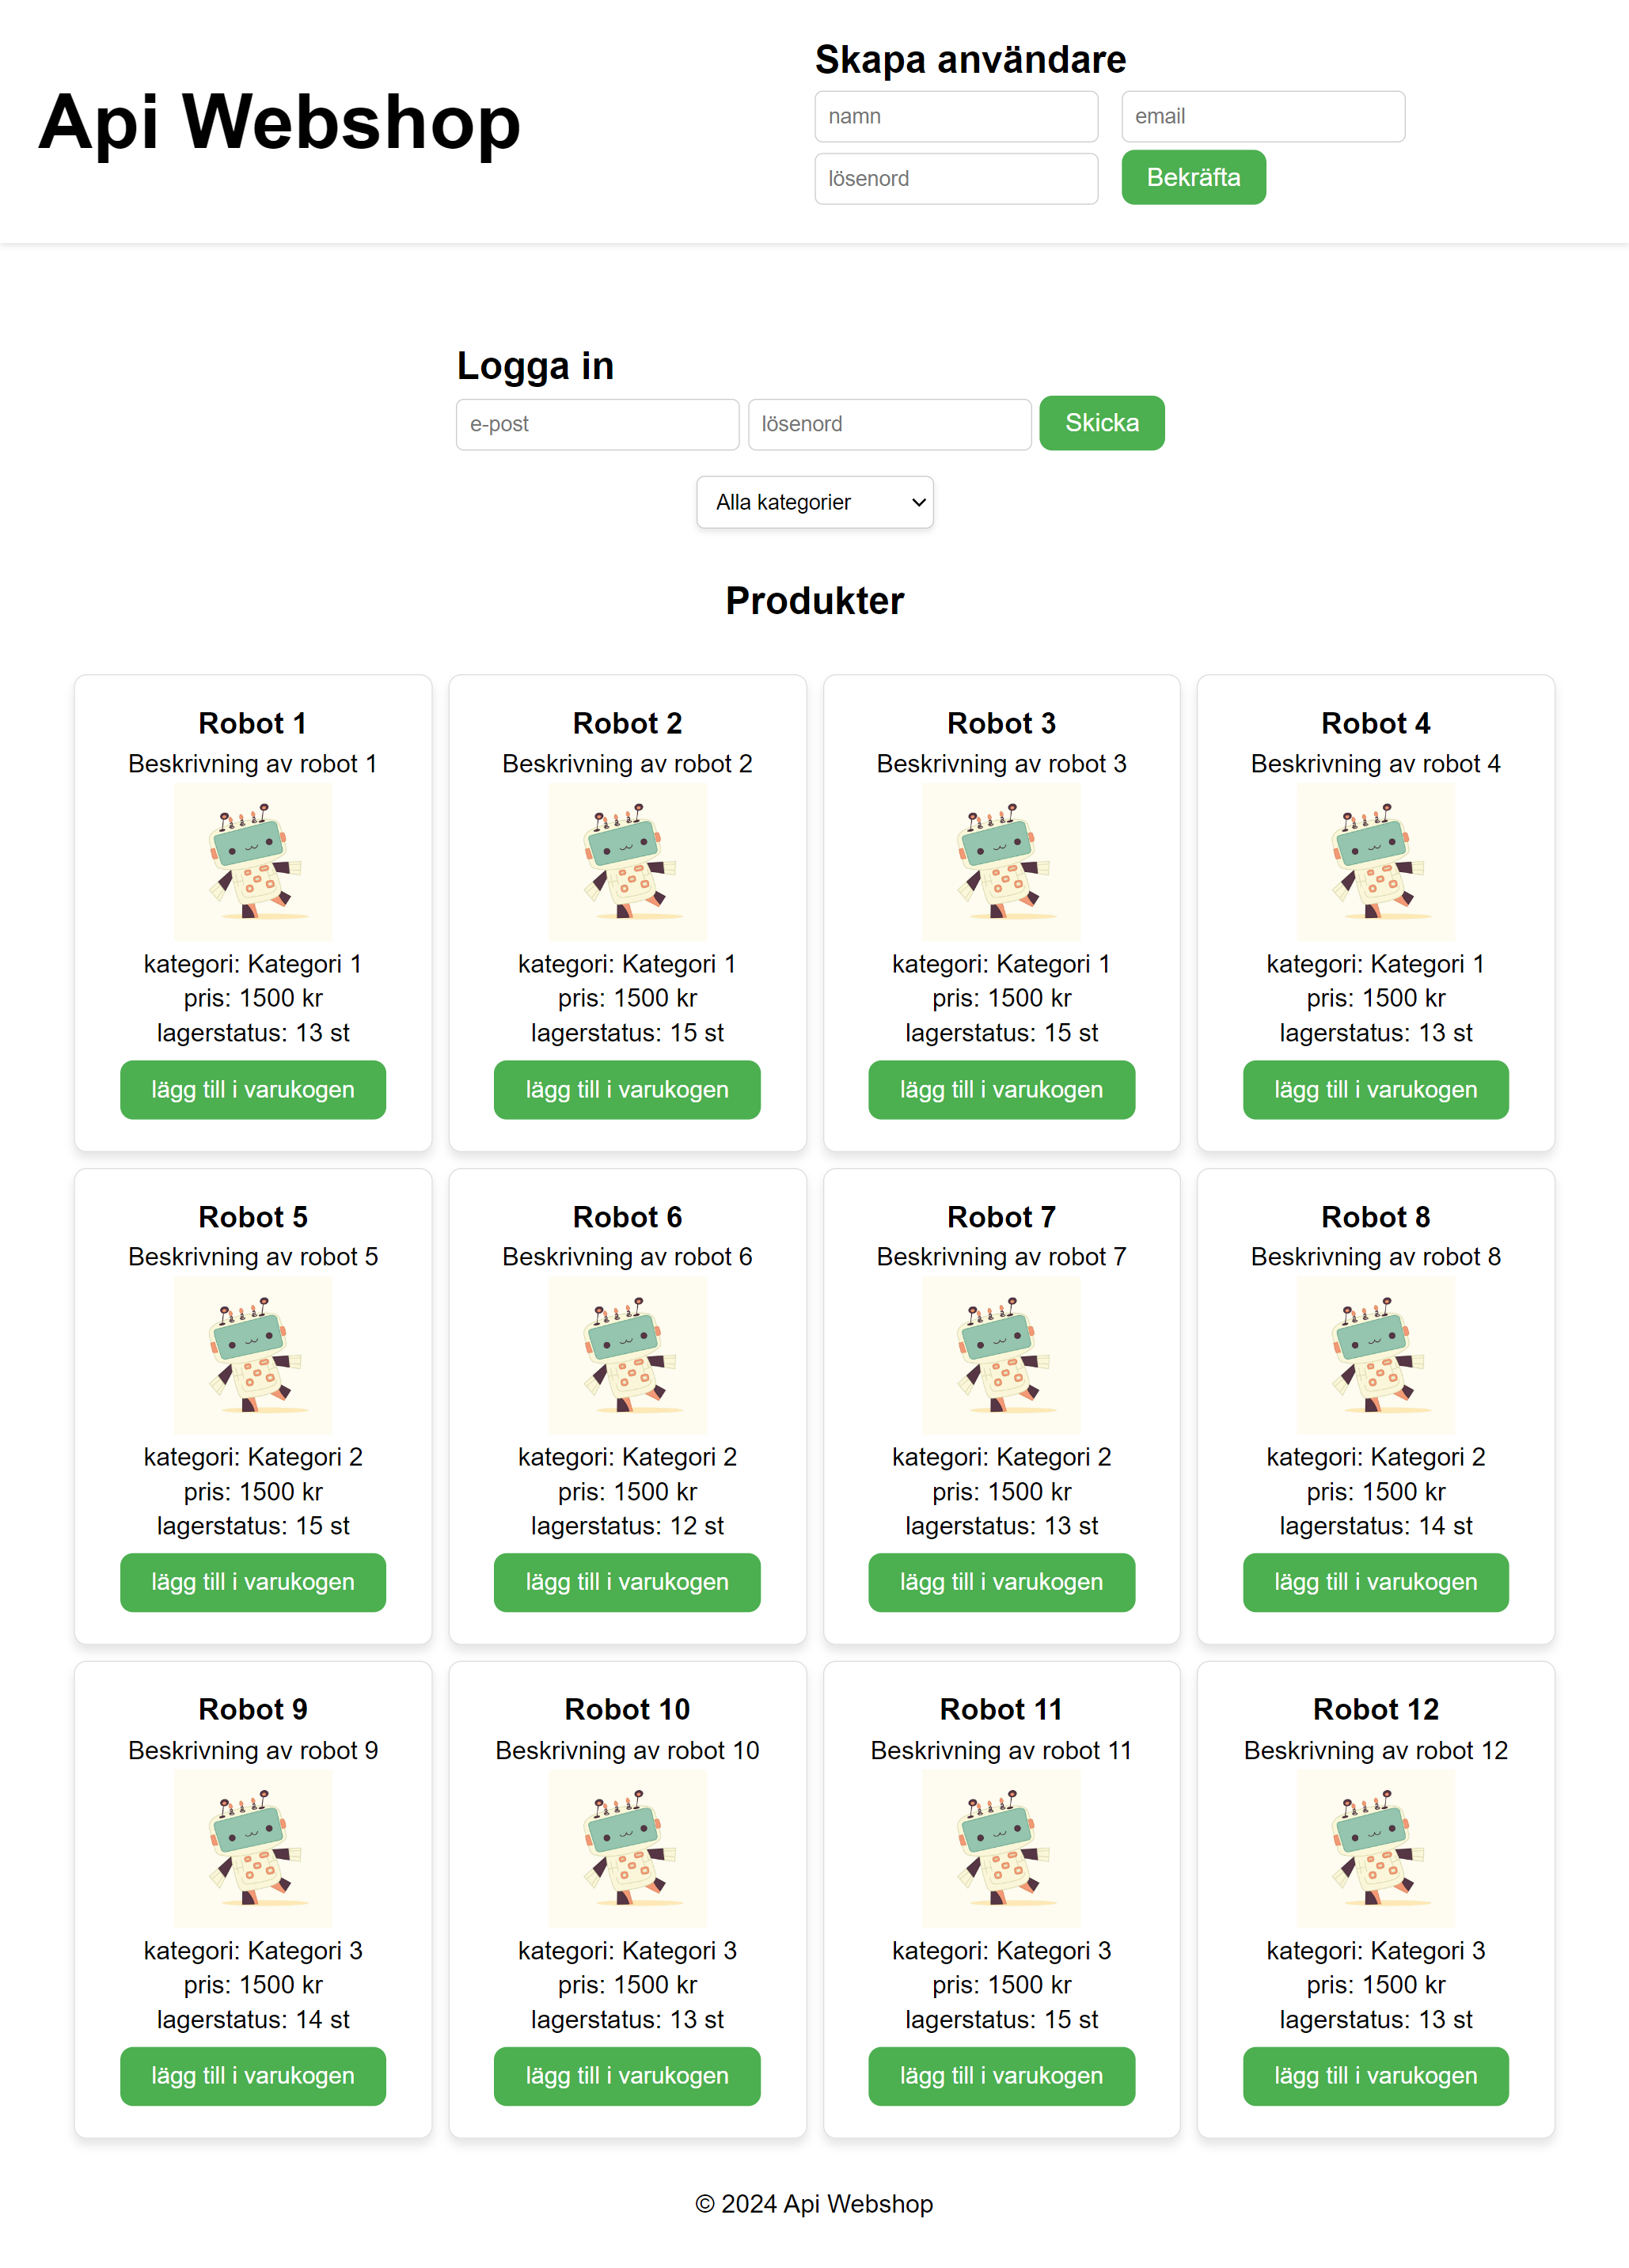 Api Webshop
Skapa användare
namn
email
lösenord
Bekräfta
Logga in
e-post
lösenord
Skicka
Alla kategorier
Produkter
Robot 1
Beskrivning av robot 1
kategori: Kategori 1
pris: 1500 kr
lagerstatus: 13 st
lägg till i varukogen
Robot 2
Beskrivning av robot 2
kategori: Kategori 1
pris: 1500 kr
lagerstatus: 15 st
lägg till i varukogen
Robot 3
Beskrivning av robot 3
kategori: Kategori 1
pris: 1500 kr
lagerstatus: 15 st
lägg till i varukogen
Robot 4
Beskrivning av robot 4
kategori: Kategori 1
pris: 1500 kr
lagerstatus: 13 st
lägg till i varukogen
Robot 5
Beskrivning av robot 5
kategori: Kategori 2
pris: 1500 kr
lagerstatus: 15 st
lägg till i varukogen
Robot 6
Beskrivning av robot 6
kategori: Kategori 2
pris: 1500 kr
lagerstatus: 12 st
lägg till i varukogen
Robot 7
Beskrivning av robot 7
kategori: Kategori 2
pris: 1500 kr
lagerstatus: 13 st
lägg till i varukogen
Robot 8
Beskrivning av robot 8
kategori: Kategori 2
pris: 1500 kr
lagerstatus: 14 st
lägg till i varukogen
Robot 9
Beskrivning av robot 9
kategori: Kategori 3
pris: 1500 kr
lagerstatus: 14 st
lägg till i varukogen
Robot 10
Beskrivning av robot 10
kategori: Kategori 3
pris: 1500 kr
lagerstatus: 13 st
lägg till i varukogen
Robot 11
Beskrivning av robot 11
kategori: Kategori 3
pris: 1500 kr
lagerstatus: 15 st
lägg till i varukogen
Robot 12
Beskrivning av robot 12
kategori: Kategori 3
pris: 1500 kr
lagerstatus: 13 st
lägg till i varukogen
© 2024 Api Webshop